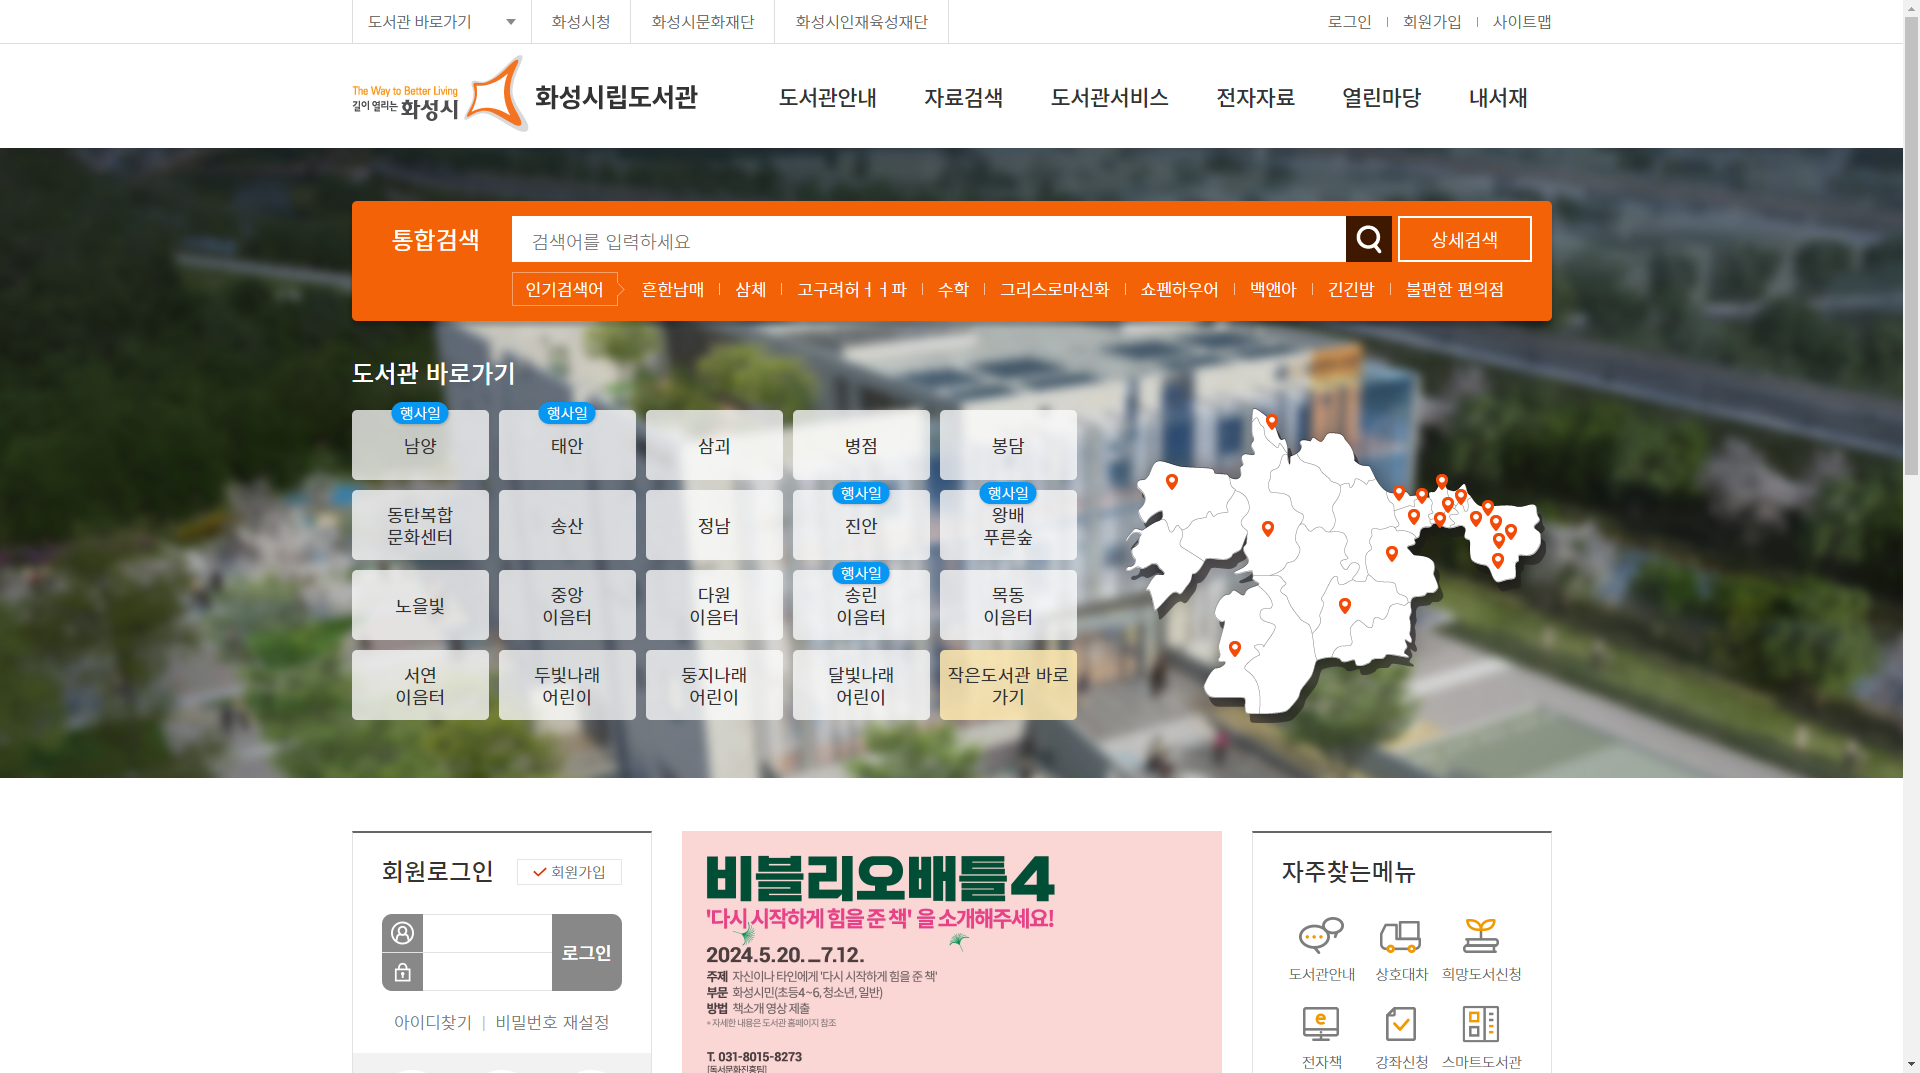 도서관 바로가기
화성시청
화성시문화재단
화성시인재육성재단
로그인
회원가입
사이트맵
The Way to Better Living
길이 열리는 화성시
화성시립도서관
도서관안내
자료검색
도서관서비스
전자자료
열린마당
내서재
통합검색
검색어를 입력하세요
상세검색
인기검색어
흔한남매
삼체
고구려히ㅓㅓ파
수학
그리스로마신화
쇼펜하우어
백앤아
긴긴밤
불편한 편의점
도서관 바로가기
행사일
남양
행사일
태안
삼괴
병점
봉담
동탄복합
문화센터
송산
정남
행사일
진안
행사일
왕배
푸른숲
노을빛
중앙
이음터
다원
이음터
행사일
송린
이음터
목동
이음터
서연
이음터
두빛나래
어린이
둥지나래
어린이
달빛나래
어린이
작은도서관 바로
가기
회원로그인
회원가입
로그인
아이디찾기
비밀번호 재설정
비블리오배틀4
'다시 시작하게 힘을 준 책' 을 소개해주세요!
2024.5.20.–7.12.
주제 자신이나 타인에게 '다시 시작하게 힘을 준 책'
부문 화성시민(초등4~6, 청소년, 일반)
방법 책소개 영상 제출
* 자세한 내용은 도서관 홈페이지 참조
T. 031-8015-8273
[독서문화진흥팀]
자주찾는메뉴
도서관안내
상호대차
희망도서신청
전자책
강좌신청
스마트도서관